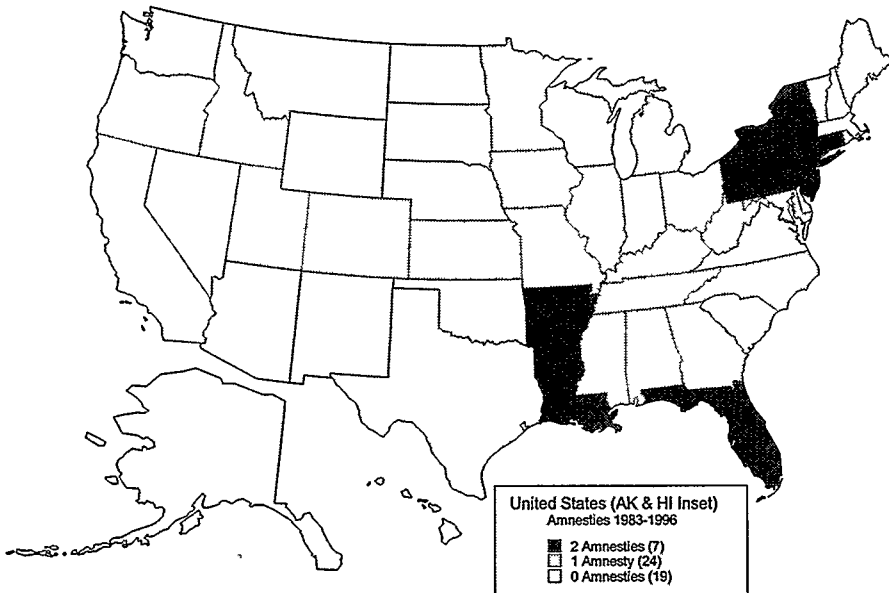 United States (AK & HI Inset)
Amnesties 1983-1996
2 Amnesties (7)
1 Amnesty (24)
0 Amnesties (19)